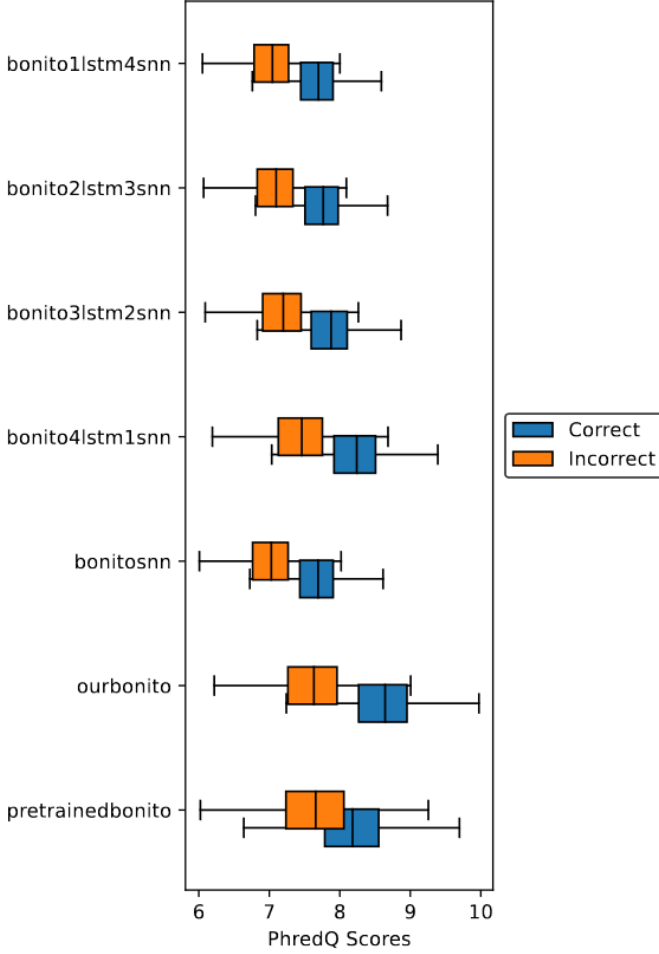 bonito1lstm4snn
bonito2lstm3snn
bonito3lstm2snn
bonito4lstm1snn
bonitosnn
ourbonito
pretrainedbonito
Correct
Incorrect
6 7 8 9 10
PhredQ Scores